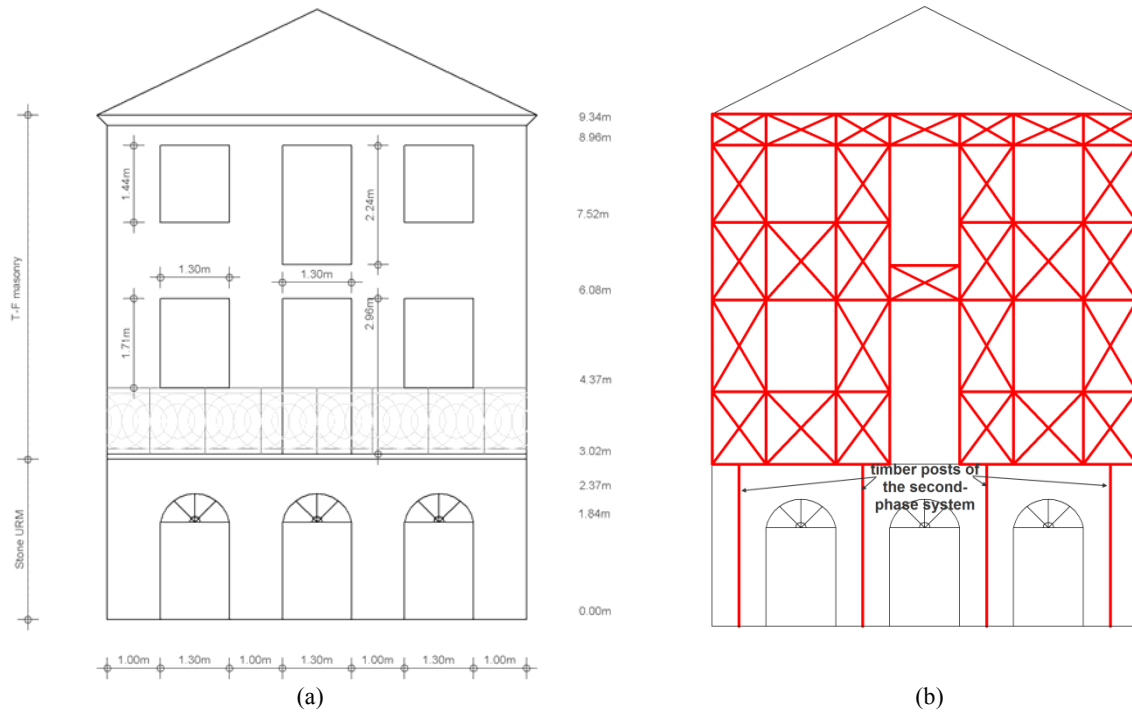 9.34m
8.96m
1.44m
2.24m
7.52m
T-F masonry
1.30m
1.30m
6.08m
1.71m
2.96m
4.37m
3.02m
2.37m
1.84m
Stone URM
0.00m
1.00m
1.30m
1.00m
1.30m
1.00m
1.30m
1.00m
(a)
timber posts of
the second-
phase system
(b)